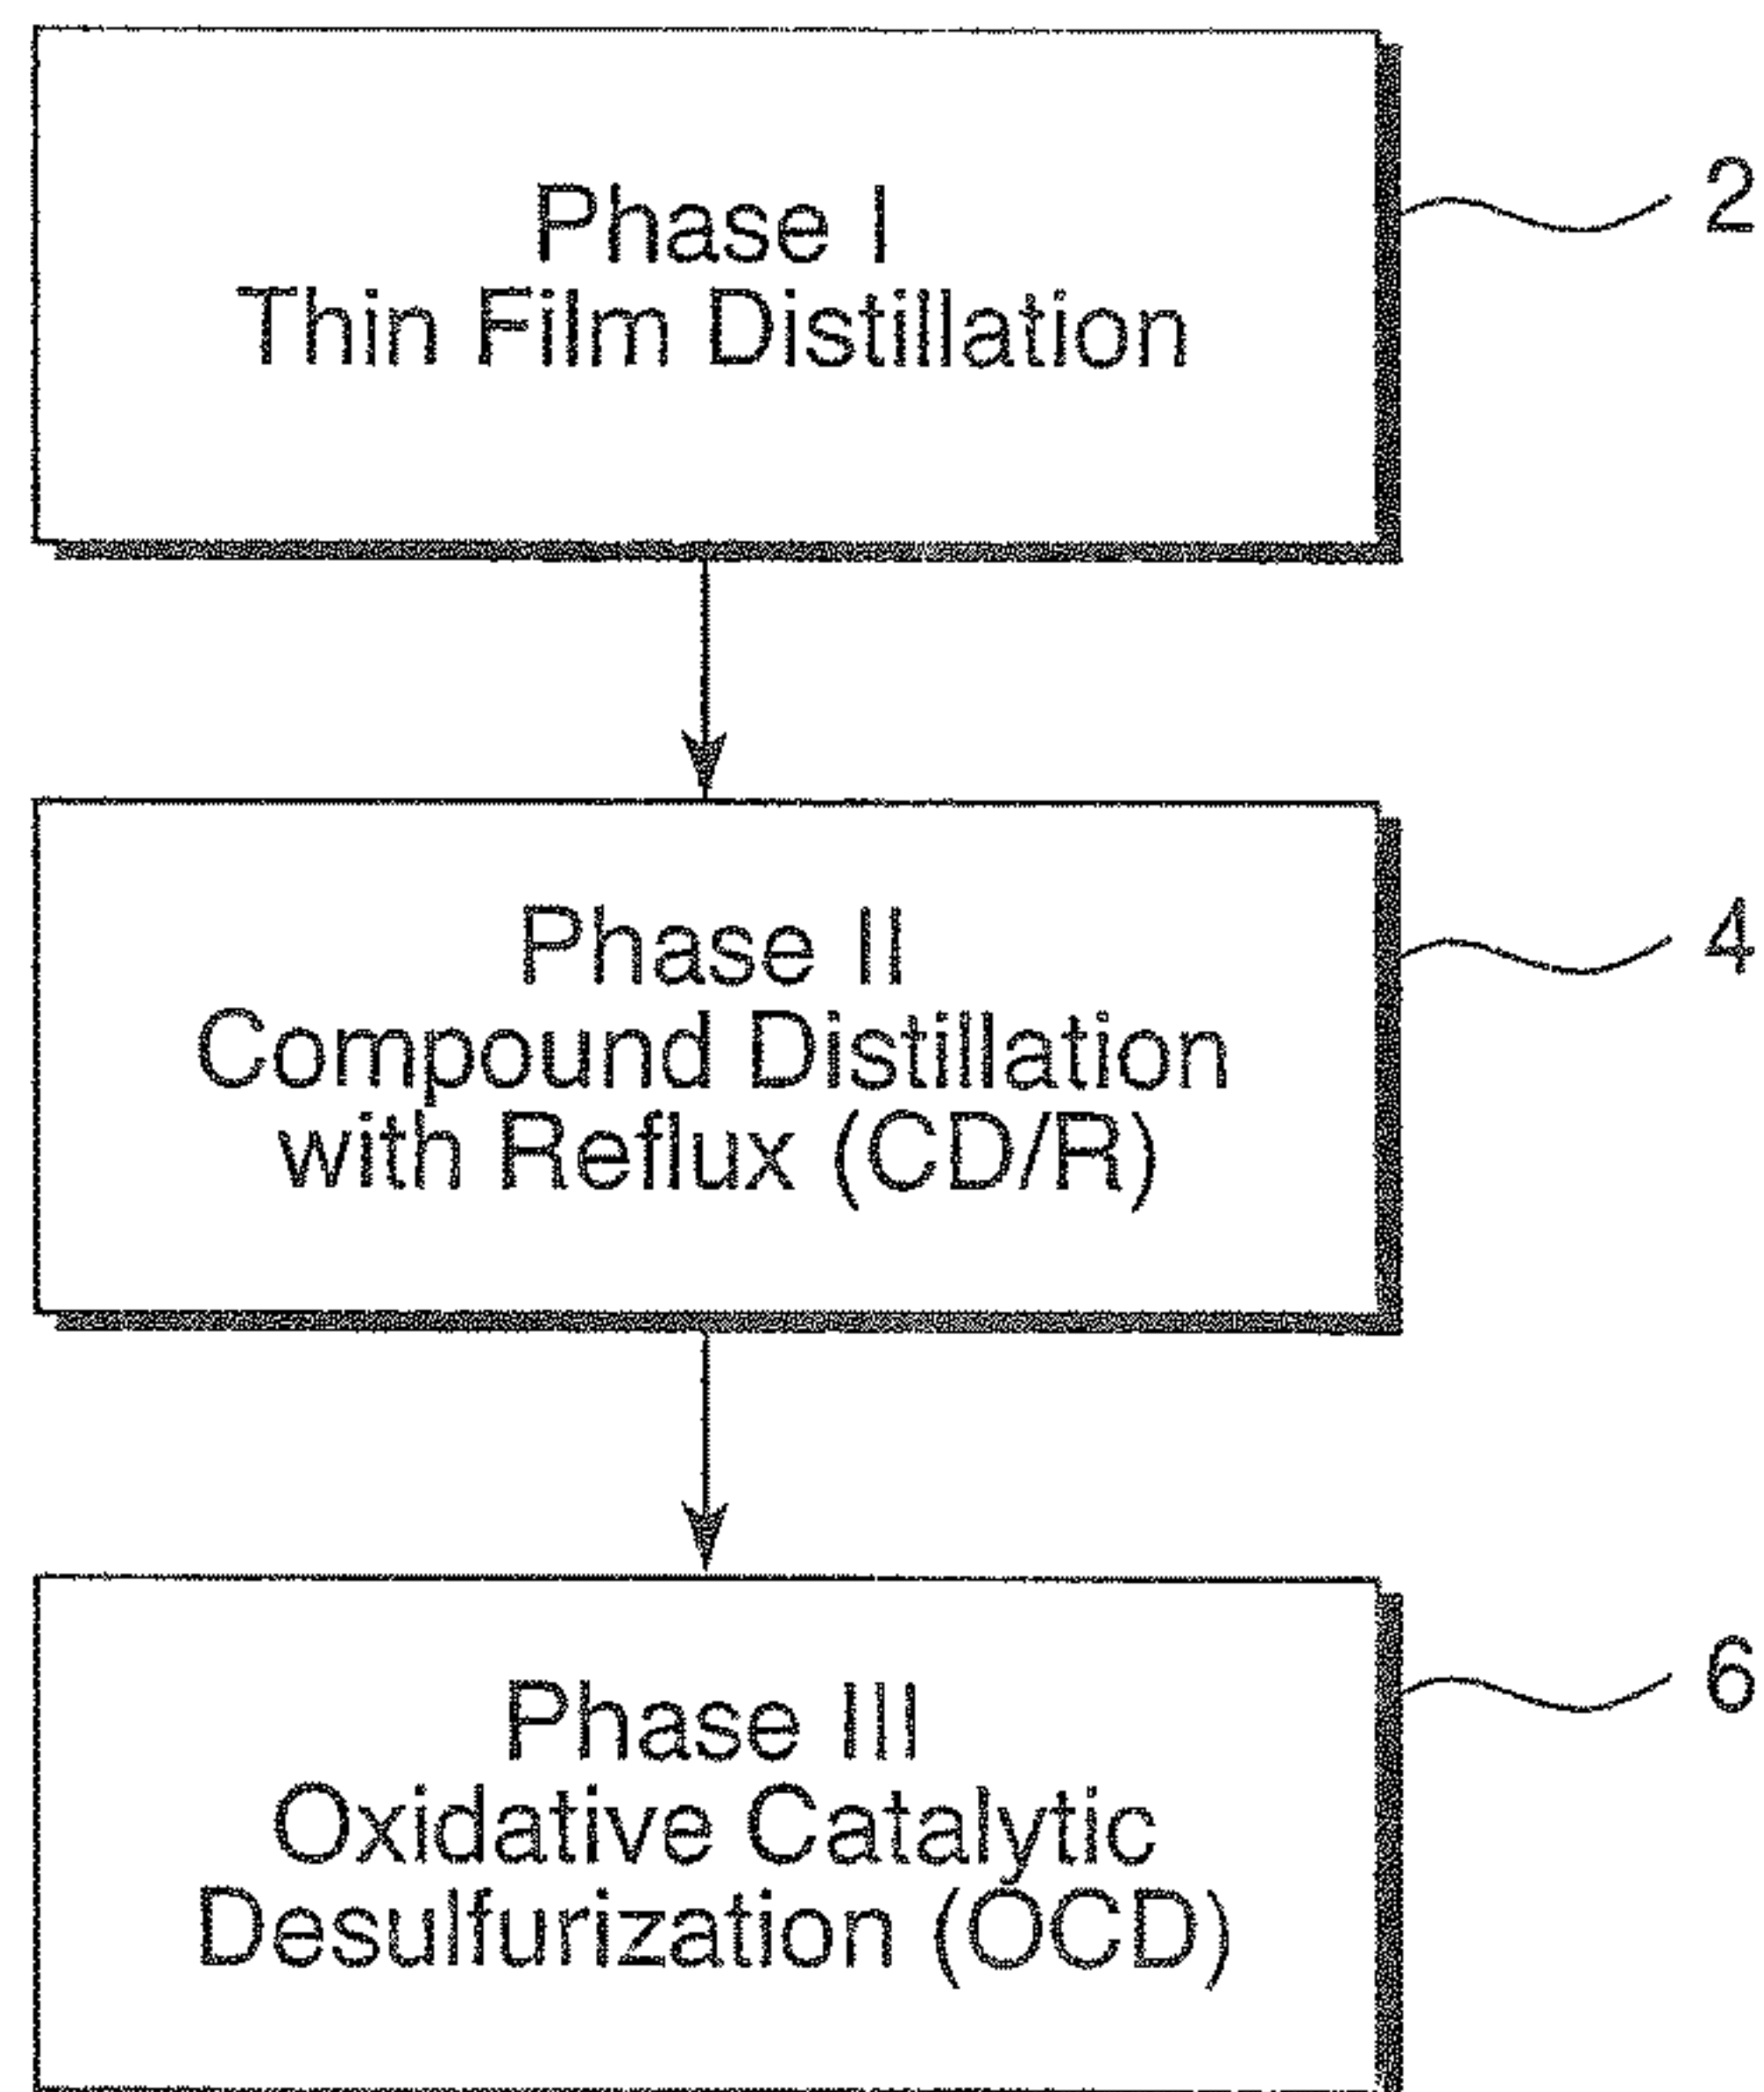 Phase I
Thin Film Distillation
2
Phase II
Compound Distillation
with Reflux (CD/R)
4
Phase III
Oxidative Catalytic
Desulfurization (OCD)
6